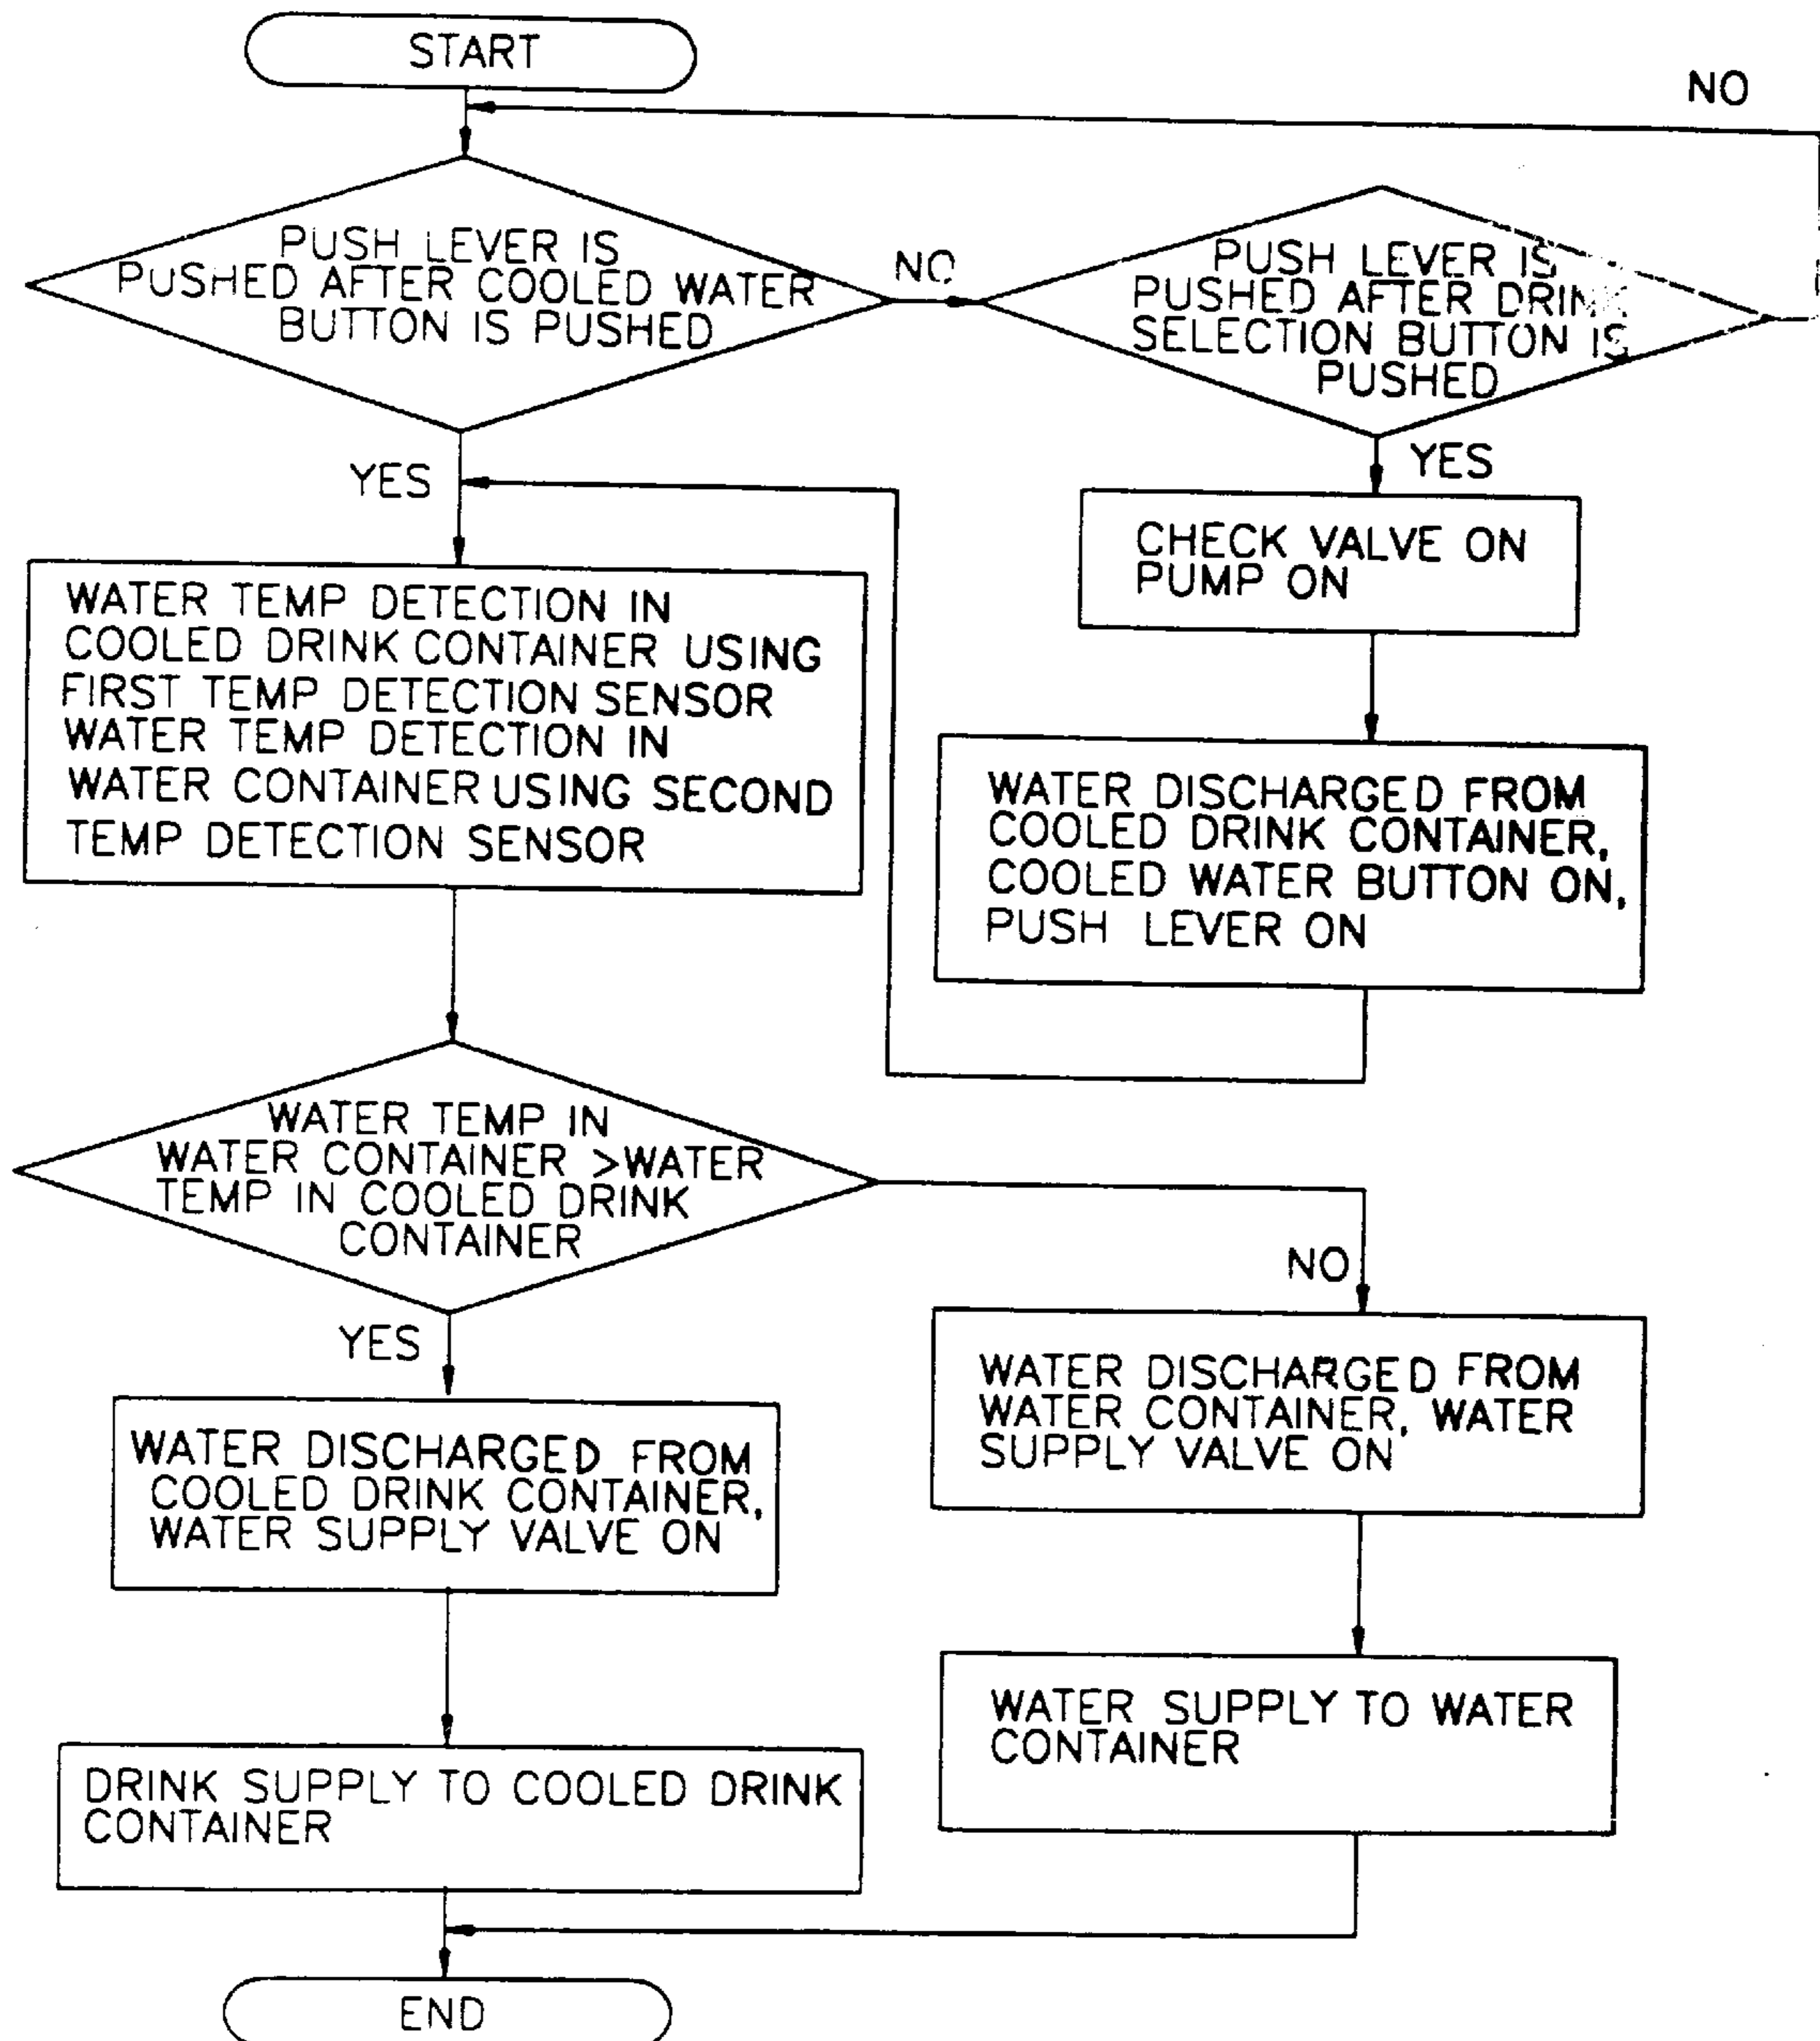 START
NO
PUSH LEVER IS
PUSHED AFTER COOLED WATER
BUTTON IS PUSHED
NO
PUSH LEVER IS
PUSHED AFTER DRINK
SELECTION BUTTON IS
PUSHED
YES
YES
CHECK VALVE ON
PUMP ON
WATER TEMP DETECTION IN
COOLED DRINK CONTAINER USING
FIRST TEMP DETECTION SENSOR
WATER TEMP DETECTION IN
WATER CONTAINER USING SECOND
TEMP DETECTION SENSOR
WATER DISCHARGED FROM
COOLED DRINK CONTAINER,
COOLED WATER BUTTON ON,
PUSH LEVER ON
WATER TEMP IN
WATER CONTAINER >WATER
TEMP IN COOLED DRINK
CONTAINER
NO
YES
WATER DISCHARGED FROM
WATER CONTAINER, WATER
SUPPLY VALVE ON
WATER DISCHARGED FROM
COOLED DRINK CONTAINER,
WATER SUPPLY VALVE ON
WATER SUPPLY TO WATER
CONTAINER
DRINK SUPPLY TO COOLED DRINK
CONTAINER
END